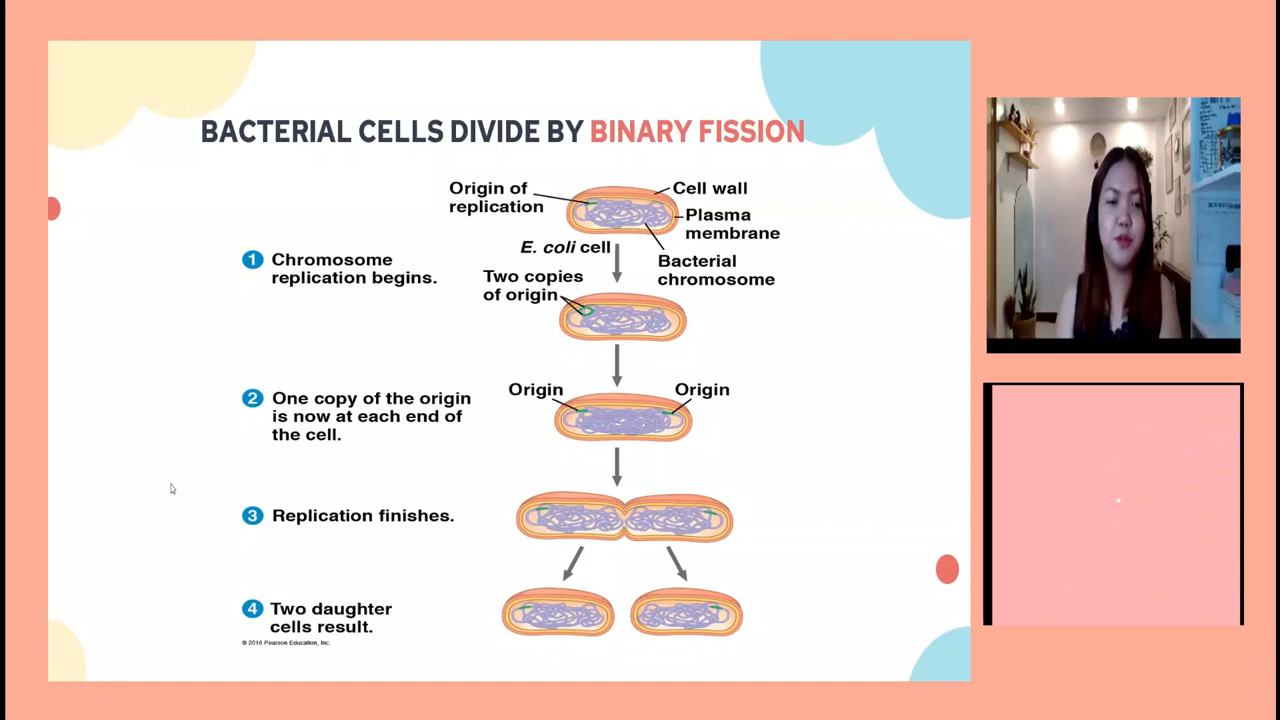 BACTERIAL CELLS DIVIDE BY BINARY FISSION
Origin of
replication
Cell wall
Plasma
membrane
E. coli cell
Bacterial
chromosome
1 Chromosome
replication begins.
Two copies
of origin
2 One copy of the origin
is now at each end of
the cell.
Origin
Origin
3 Replication finishes.
4 Two daughter
cells result.
© 2016 Pearson Education, Inc.